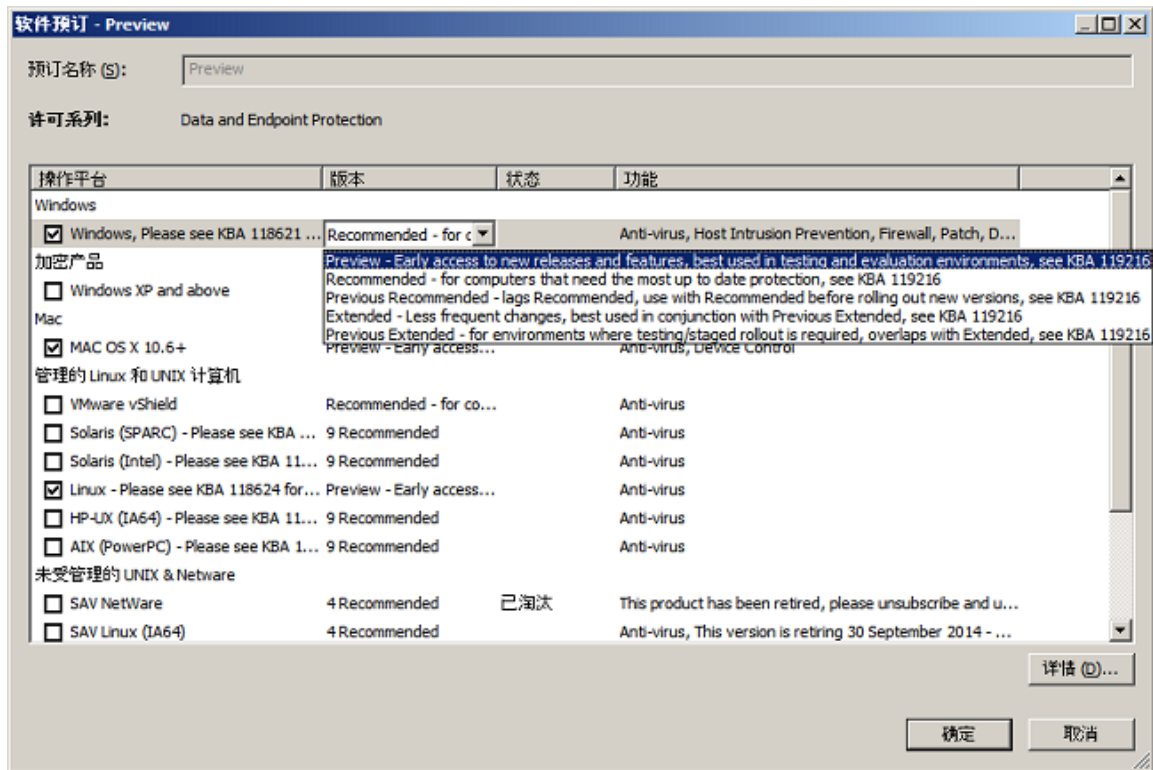 软件预订 - Preview
预订名称 (S): Preview
许可系列: Data and Endpoint Protection
操作平台 版本 状态 功能
Windows
Windows, Please see KBA 118621 ... Recommended - for c Anti-virus, Host Intrusion Prevention, Firewall, Patch, D...
加密产品 Preview - Early access to new releases and features, best used in testing and evaluation environments, see KBA 119216
Recommended - for computers that need the most up to date protection, see KBA 119216
Windows XP and above Previous Recommended - lags Recommended, use with Recommended before rolling out new versions, see KBA 119216
Mac Extended - Less frequent changes, best used in conjunction with Previous Extended, see KBA 119216
Previous Extended - for environments where testing/staged rollout is required, overlaps with Extended, see KBA 119216
MAC OS X 10.6+ Preview - Early access... Anti-virus, Device Control
管理的 Linux 和 UNIX 计算机
VMware vShield Recommended - for co... Anti-virus
Solaris (SPARC) - Please see KBA ... 9 Recommended Anti-virus
Solaris (Intel) - Please see KBA 11... 9 Recommended Anti-virus
Linux - Please see KBA 118624 for... Preview - Early access... Anti-virus
HP-UX (IA64) - Please see KBA 11... 9 Recommended Anti-virus
AIX (PowerPC) - Please see KBA 1... 9 Recommended Anti-virus
未受管理的 UNIX & Netware
SAV NetWare 4 Recommended 已淘汰 This product has been retired, please unsubscribe and u...
SAV Linux (IA64) 4 Recommended Anti-virus, This version is retiring 30 September 2014 - ...
详情 (D)...
确定 取消